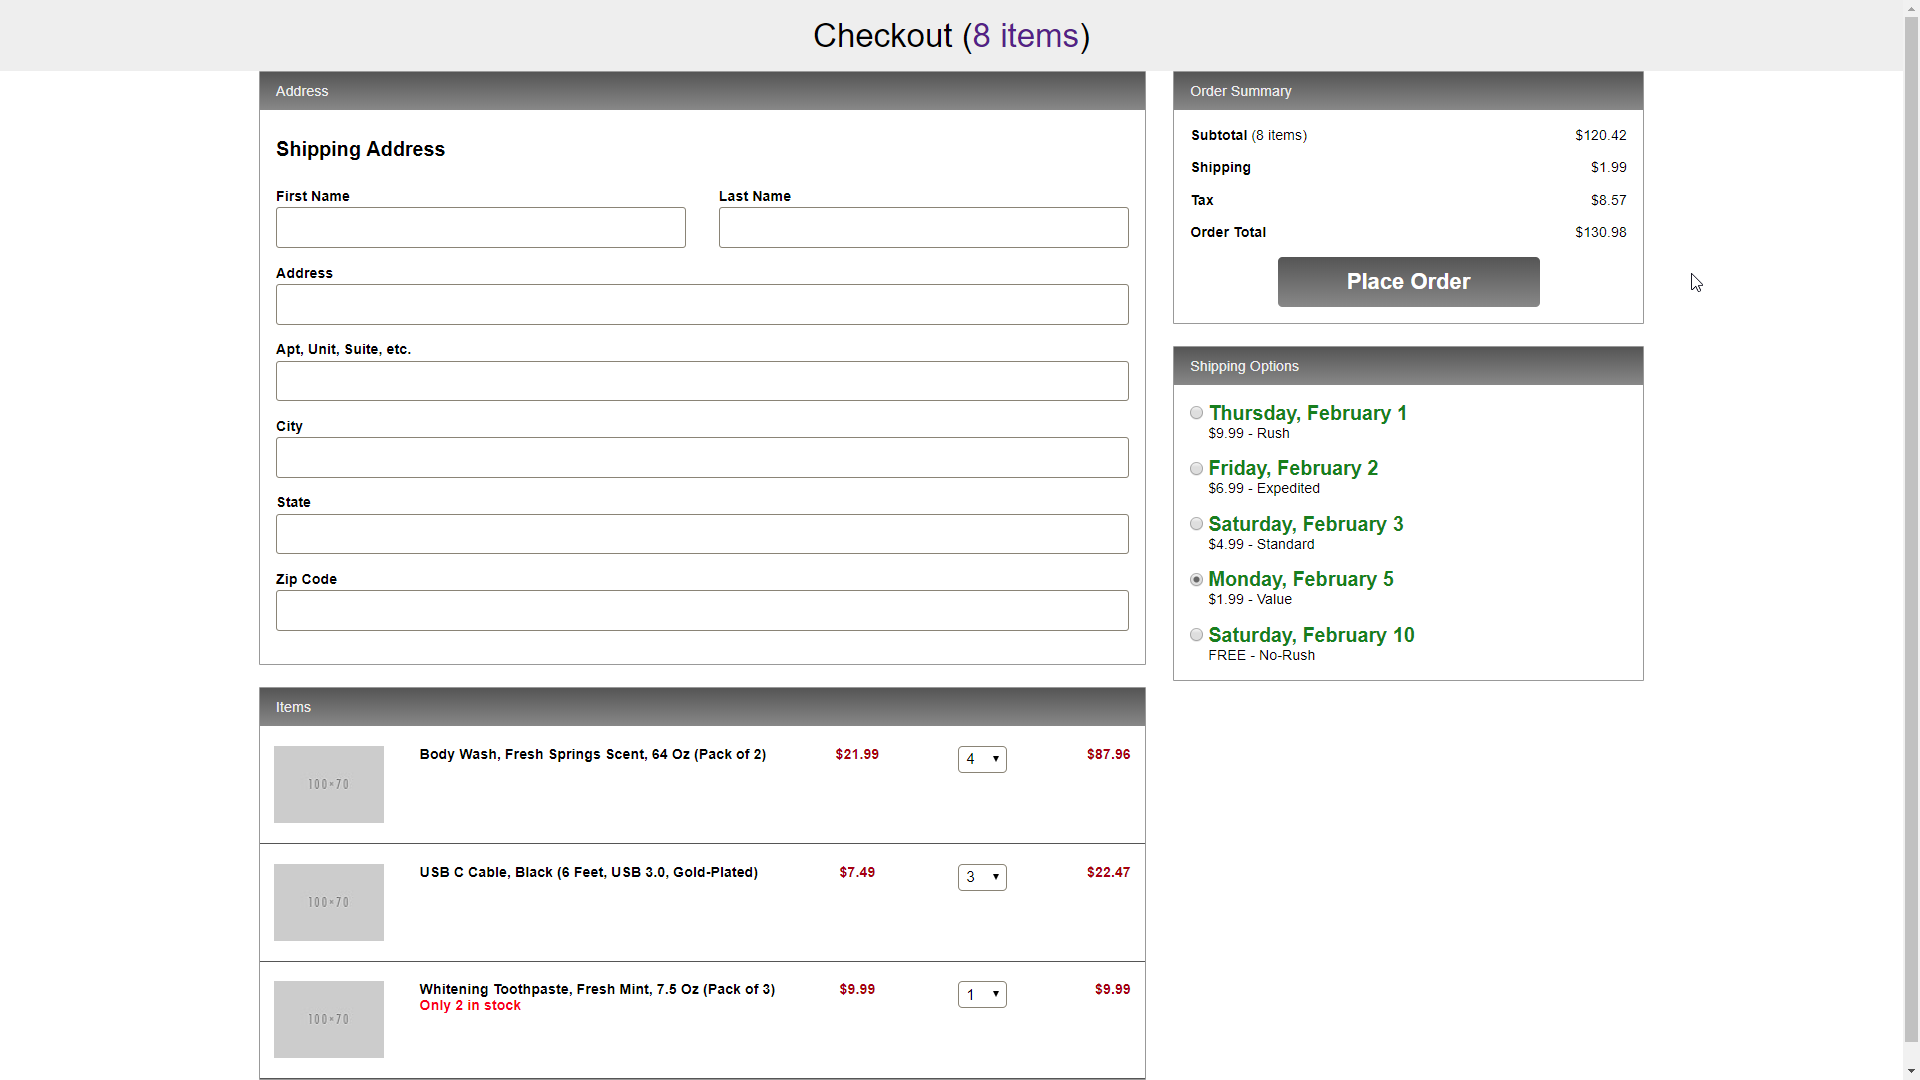 Checkout (8 items)
Address
Shipping Address
First Name
Last Name
Address
Apt, Unit, Suite, etc.
City
State
Zip Code
Order Summary
Subtotal (8 items) $120.42
Shipping $1.99
Tax $8.57
Order Total $130.98
Place Order
Shipping Options
Thursday, February 1
$9.99 - Rush
Friday, February 2
$6.99 - Expedited
Saturday, February 3
$4.99 - Standard
Monday, February 5
$1.99 - Value
Saturday, February 10
FREE - No-Rush
Items
100×70
Body Wash, Fresh Springs Scent, 64 Oz (Pack of 2) $21.99 4 $87.96
100×70
USB C Cable, Black (6 Feet, USB 3.0, Gold-Plated) $7.49 3 $22.47
100×70
Whitening Toothpaste, Fresh Mint, 7.5 Oz (Pack of 3) $9.99 1 $9.99
Only 2 in stock